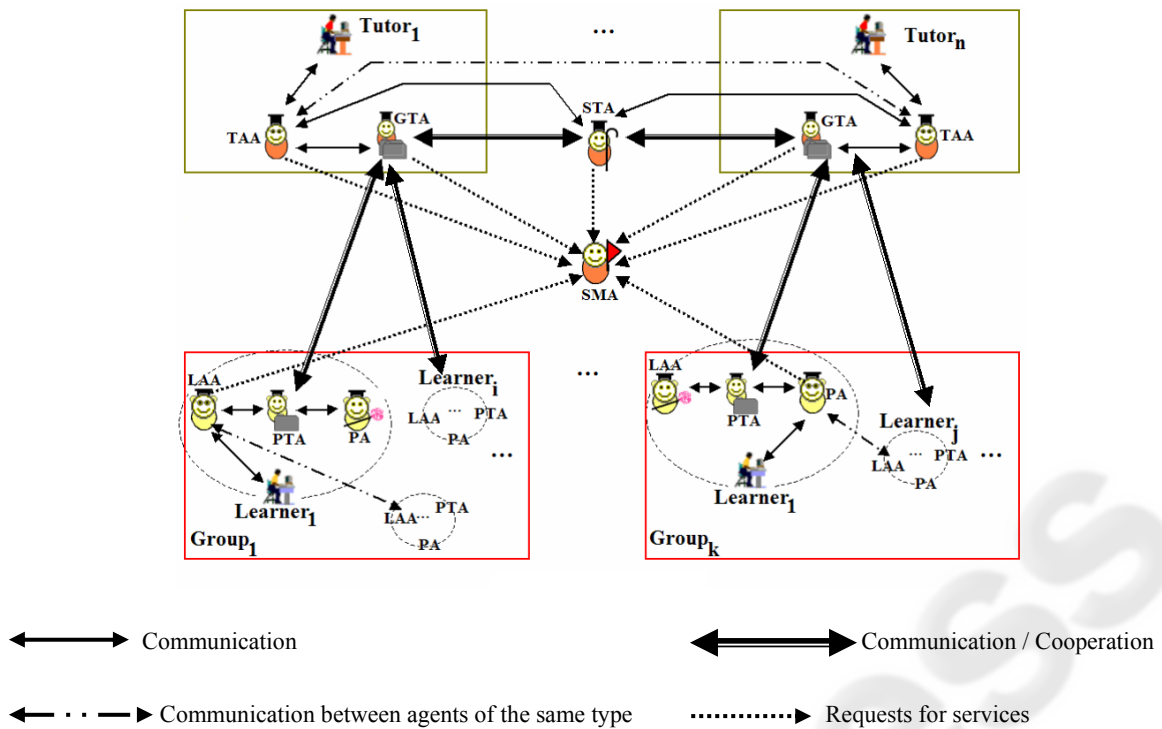 Tutor1
...
Tutorn
STA
GTA
GTA
TAA
TAA
SMA
...
LAA
Learneri
LAA
PA
LAA ... PTA
PTA
PA
PTA
Learnerj
PA
...
LAA ... PTA
...
PA
Learner1
Learner1
LAA ... PTA
PA
Group1
Groupk
Communication
Communication / Cooperation
Communication between agents of the same type
Requests for services